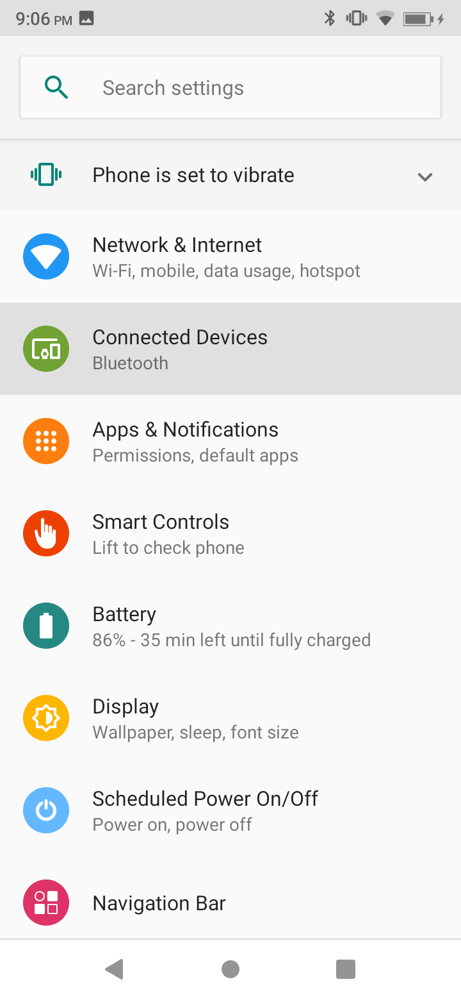 9:06 PM
Search settings
Phone is set to vibrate
Network & Internet
Wi-Fi, mobile, data usage, hotspot
Connected Devices
Bluetooth
Apps & Notifications
Permissions, default apps
Smart Controls
Lift to check phone
Battery
86% - 35 min left until fully charged
Display
Wallpaper, sleep, font size
Scheduled Power On/Off
Power on, power off
Navigation Bar